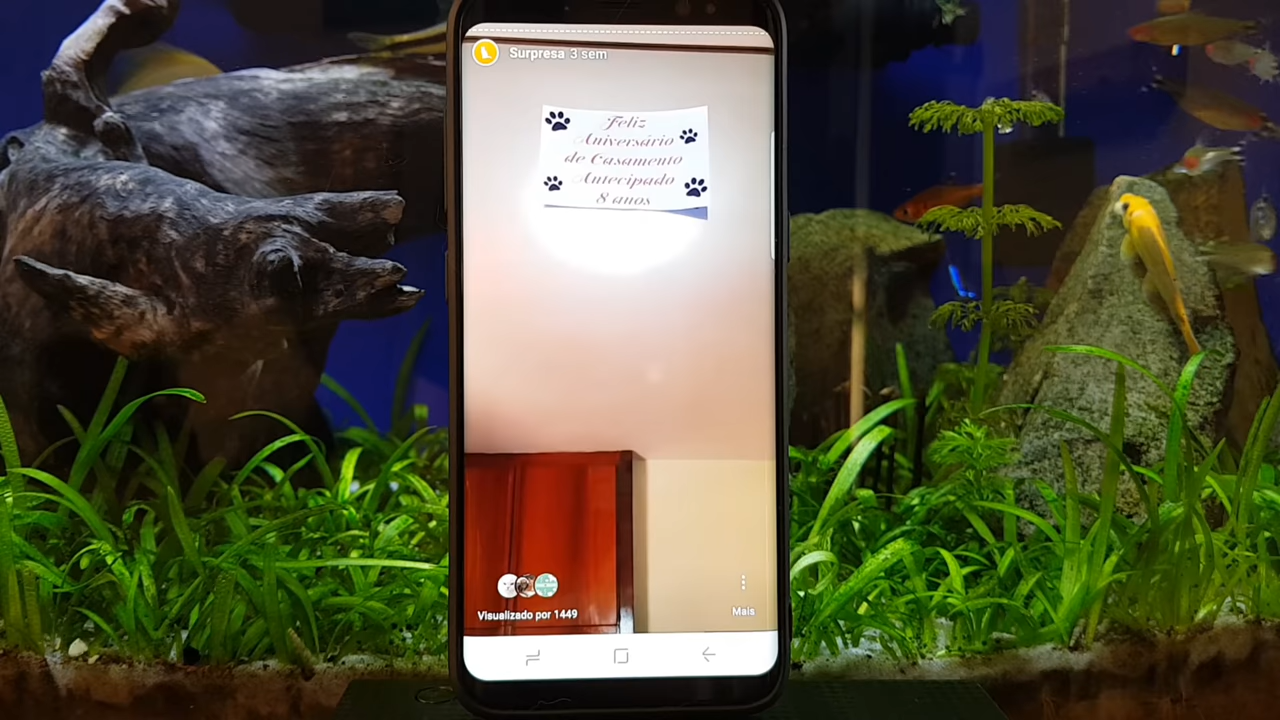 Surpresa 3 sem
Feliz
Aniversário
de Casamento
Antecipado
8 anos
Visualizado por 1449
Mais